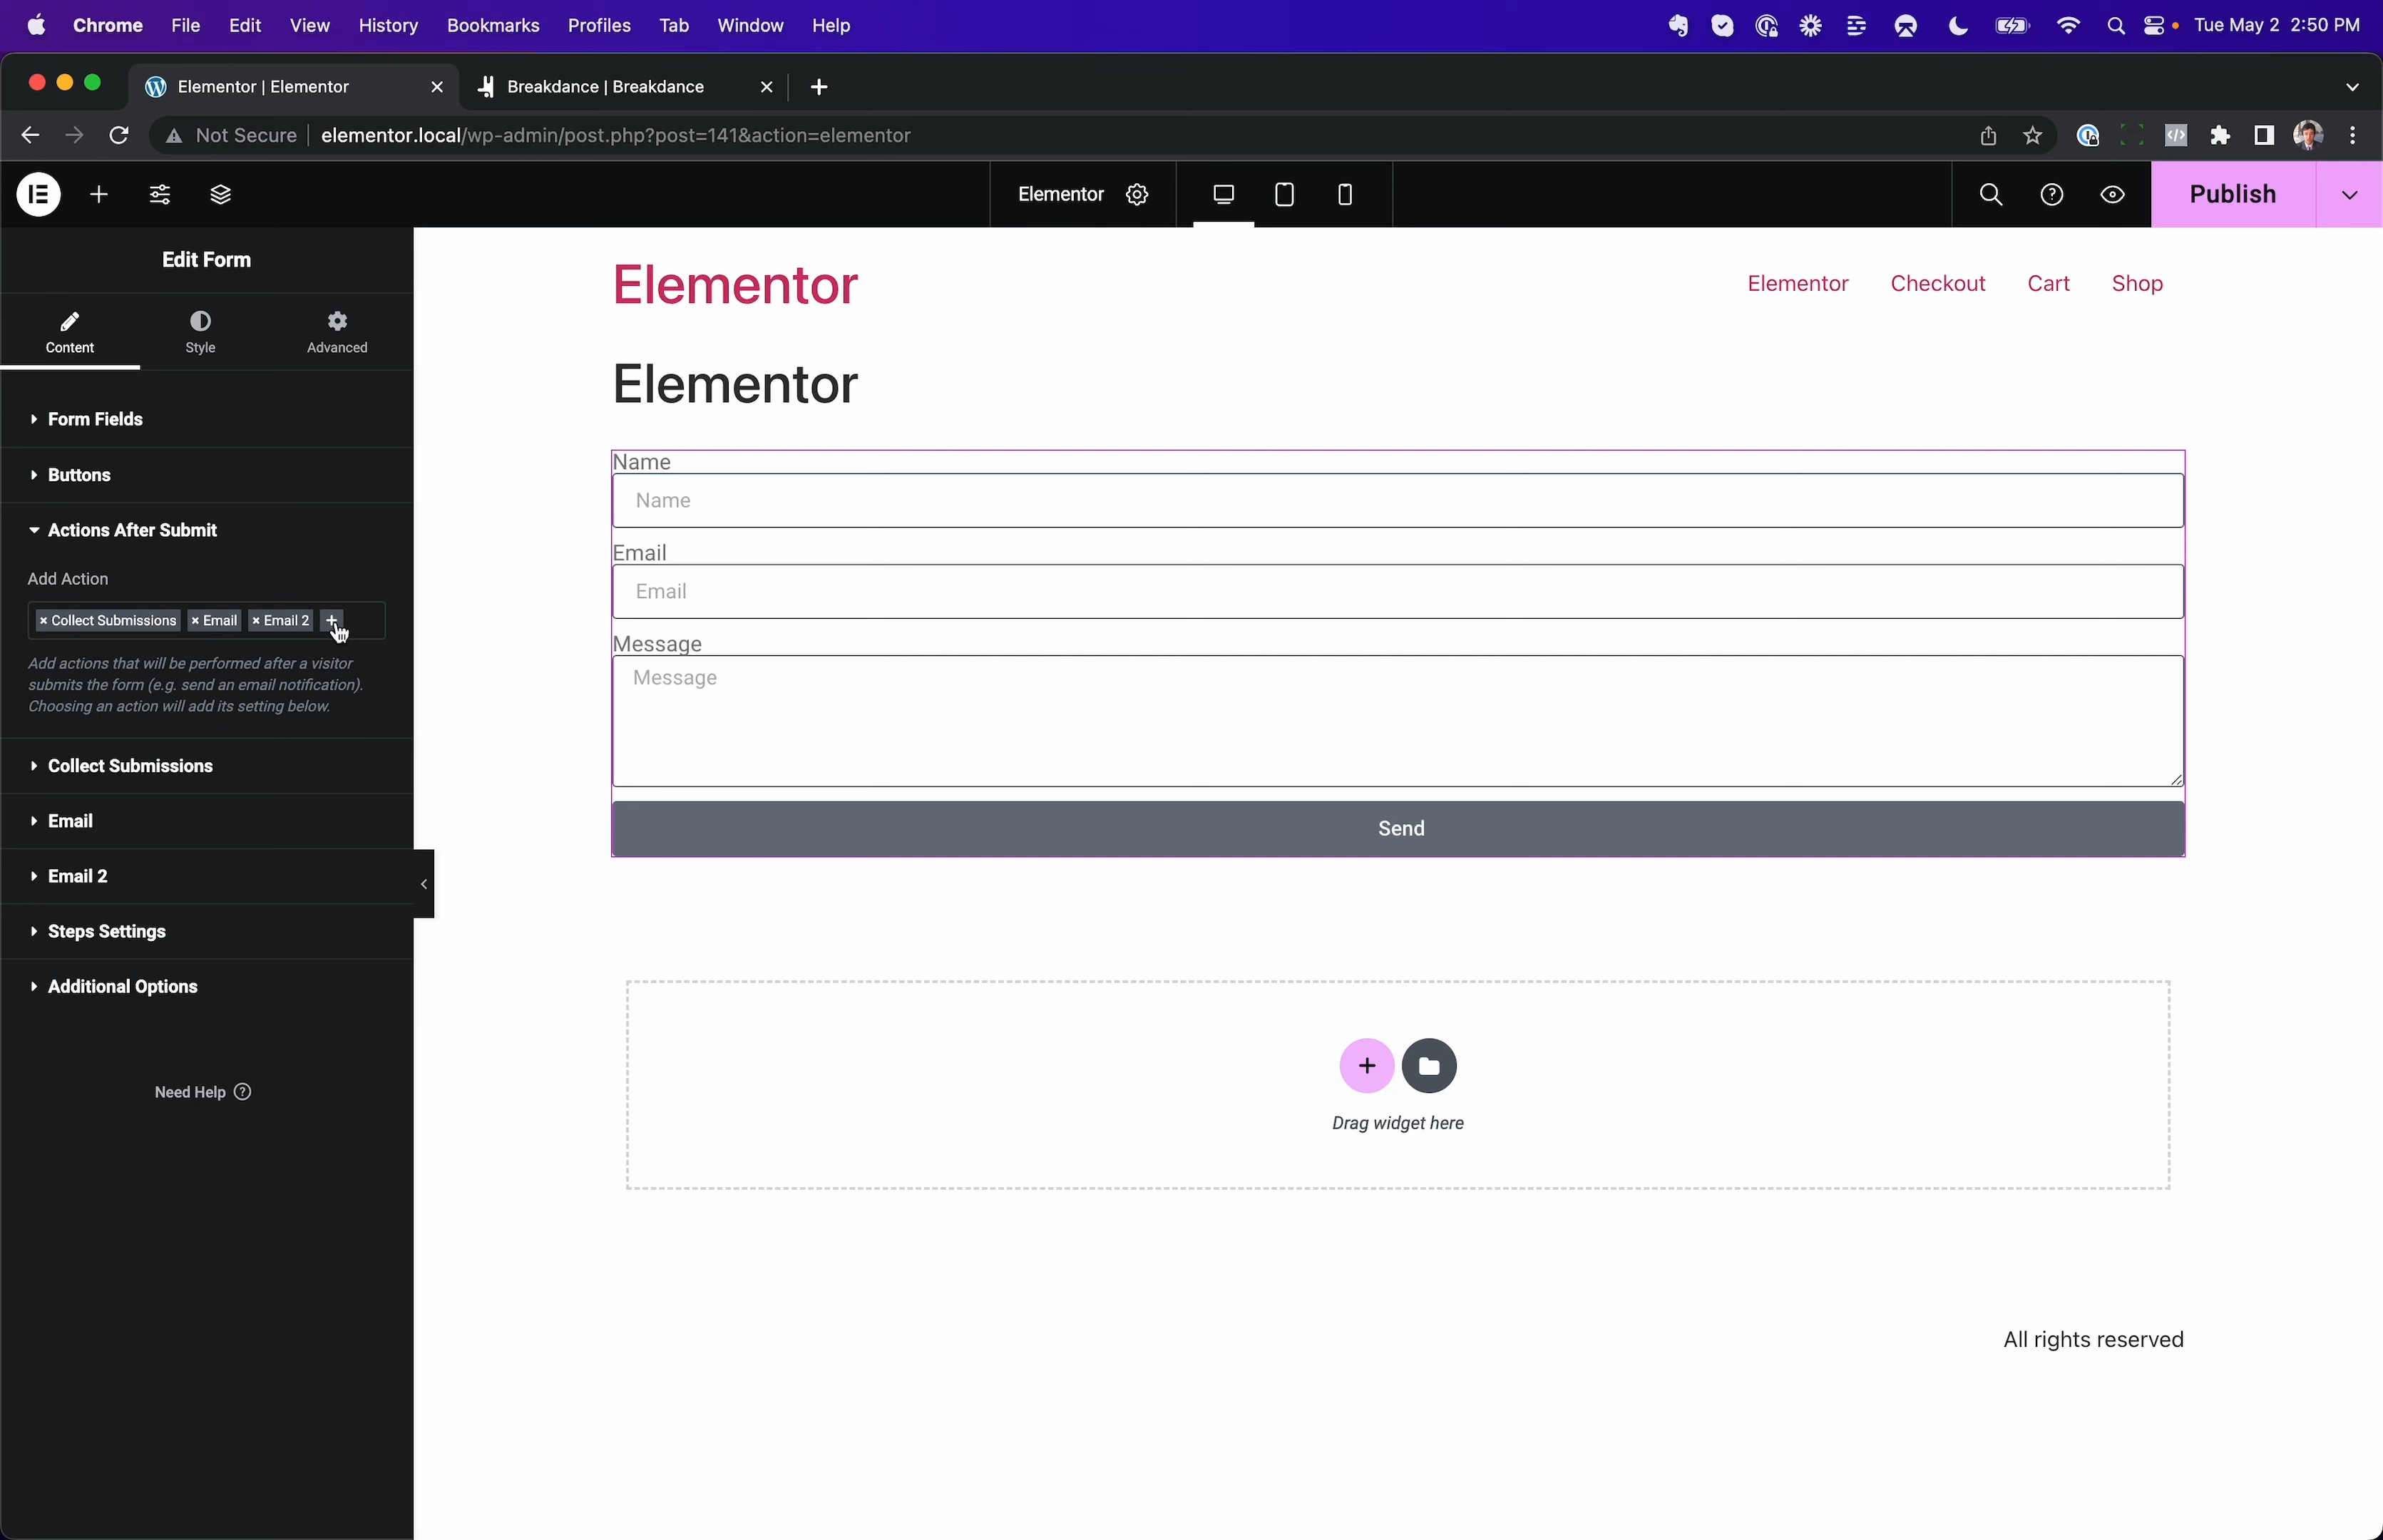 Chrome File Edit View History Bookmarks Profiles Tab Window Help Tue May 2 2:50 PM
Elementor | Elementor Breakdance | Breakdance
Not Secure elementor.local/wp-admin/post.php?post=141&action=elementor
Elementor Publish
Edit Form
Content Style Advanced
Form Fields
Buttons
Actions After Submit
Add Action
× Collect Submissions × Email × Email 2 +
Add actions that will be performed after a visitor
submits the form (e.g. send an email notification).
Choosing an action will add its setting below.
Collect Submissions
Email
Email 2
Steps Settings
Additional Options
Need Help
Elementor
Elementor Checkout Cart Shop
Elementor
Name
Name
Email
Email
Message
Message
Send
Drag widget here
All rights reserved